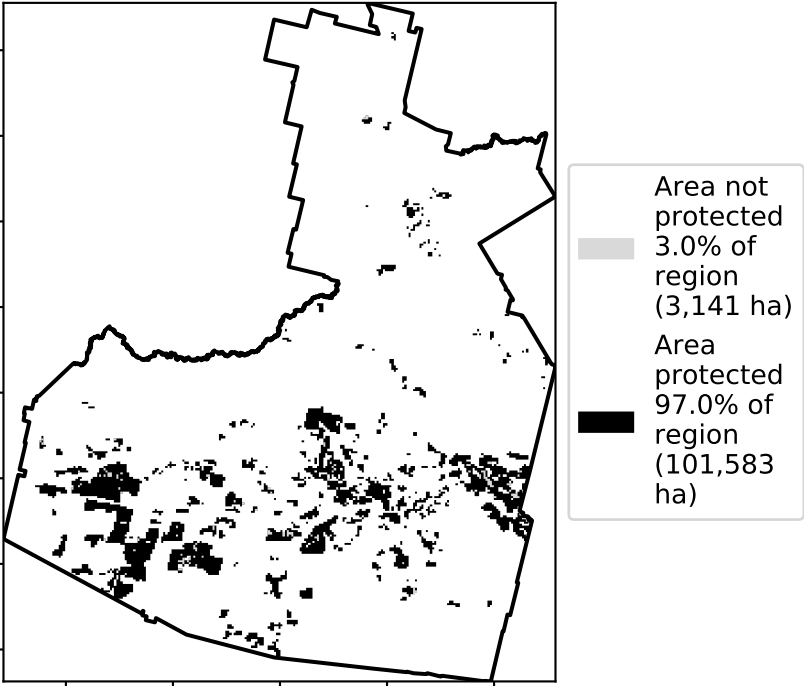 Area not
protected
3.0% of
region
(3,141 ha)
Area
protected
97.0% of
region
(101,583
ha)